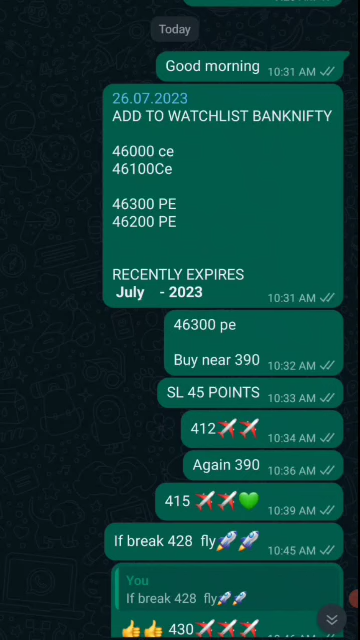 Today
Good morning 10:31 AM
26.07.2023
ADD TO WATCHLIST BANKNIFTY
46000 ce
46100Ce
46300 PE
46200 PE
RECENTLY EXPIRES
July - 2023
10:31 AM
46300 pe
Buy near 390 10:32 AM
SL 45 POINTS 10:33 AM
412 10:34 AM
Again 390 10:36 AM
415 10:39 AM
If break 428 fly 10:45 AM
You
If break 428 fly
430